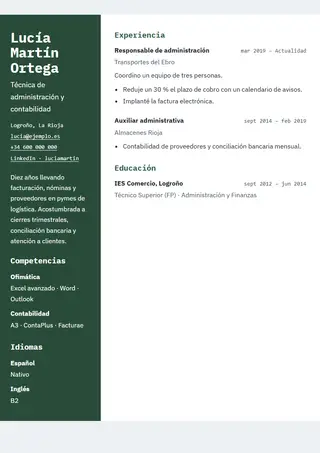 Lucía
Martín
Ortega
Técnica de
administración y
contabilidad
Logroño, La Rioja
lucia@ejemplo.es
+34 600 000 000
LinkedIn · luciamartin
Diez años llevando
facturación, nóminas y
proveedores en pymes de
logística. Acostumbrada a
cierres trimestrales,
conciliación bancaria y
atención a clientes.
Competencias
Ofimática
Excel avanzado · Word ·
Outlook
Contabilidad
A3 · ContaPlus · Facturae
Idiomas
Español
Nativo
Inglés
B2
Experiencia
Responsable de administración mar 2019 – Actualidad
Transportes del Ebro
Coordino un equipo de tres personas.
• Reduje un 30 % el plazo de cobro con un calendario de avisos.
• Implanté la factura electrónica.
Auxiliar administrativa sept 2014 – feb 2019
Almacenes Rioja
• Contabilidad de proveedores y conciliación bancaria mensual.
Educación
IES Comercio, Logroño sept 2012 – jun 2014
Técnico Superior (FP) · Administración y Finanzas